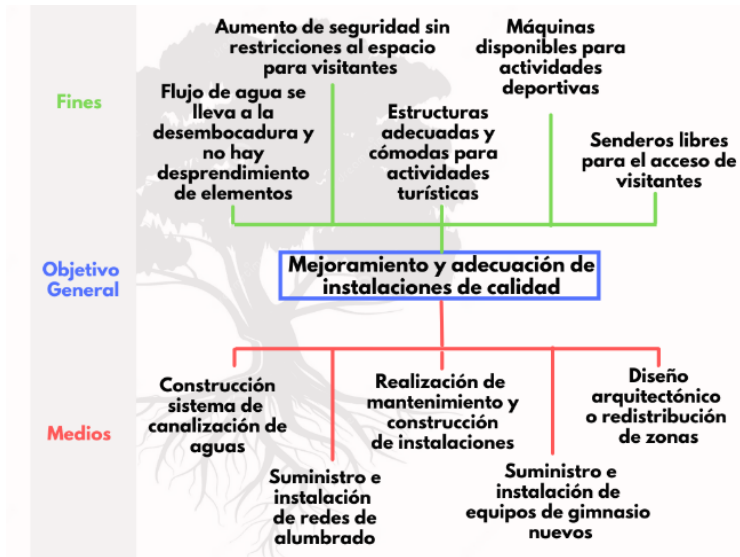 Fines
Flujo de agua se
lleva a la
desembocadura y
no hay
desprendimiento
de elementos
Aumento de seguridad sin
restricciones al espacio
para visitantes
Estructuras
adecuadas y
cómodas para
actividades
turísticas
Máquinas
disponibles para
actividades
deportivas
Senderos libres
para el acceso de
visitantes
Objetivo
General
Mejoramiento y adecuación de
instalaciones de calidad
Medios
Construcción
sistema de
canalización de
aguas
Suministro e
instalación
de redes de
alumbrado
Realización de
mantenimiento y
construcción
de instalaciones
Suministro e
instalación de
equipos de gimnasio
nuevos
Diseño
arquitectónico
o redistribución
de zonas